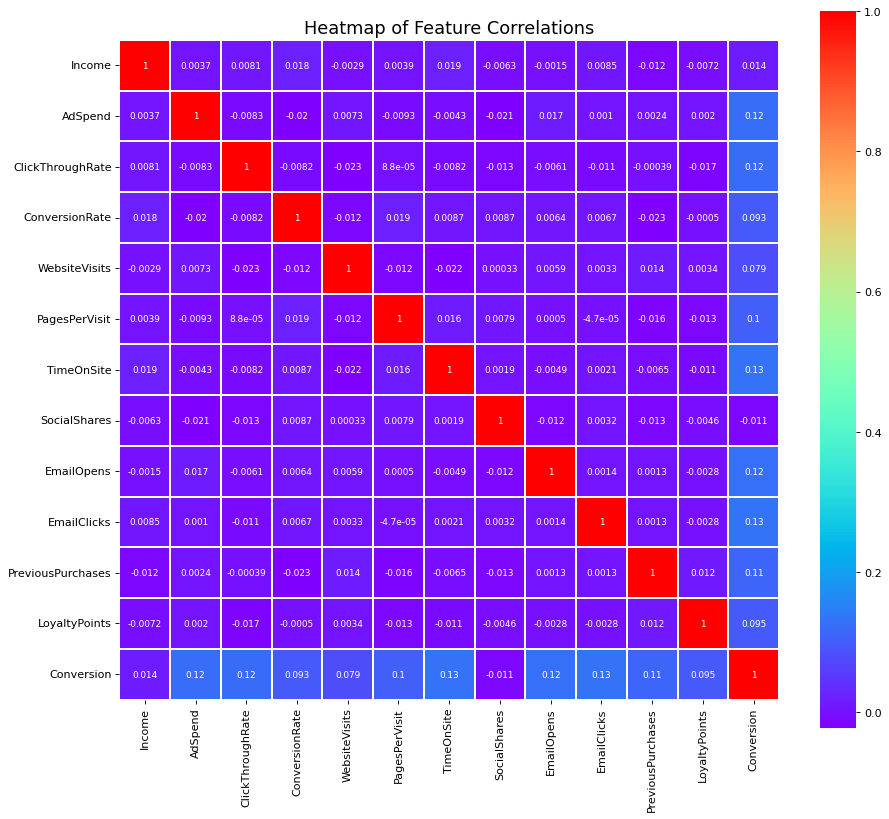 Heatmap of Feature Correlations
Income 1 0.0037 0.0081 0.018 -0.0029 0.0039 0.019 -0.0063 -0.0015 0.0085 -0.012 -0.0072 0.014
AdSpend 0.0037 1 -0.0083 -0.02 0.0073 -0.0093 -0.0043 -0.021 0.017 0.001 0.0024 0.002 0.12
ClickThroughRate 0.0081 -0.0083 1 -0.0082 -0.023 8.8e-05 -0.0082 -0.013 -0.0061 -0.011 -0.00039 -0.017 0.12
ConversionRate 0.018 -0.02 -0.0082 1 -0.012 0.019 0.0087 0.0087 0.0064 0.0067 -0.023 -0.0005 0.093
WebsiteVisits -0.0029 0.0073 -0.023 -0.012 1 -0.012 -0.022 0.00033 0.0059 0.0033 0.014 0.0034 0.079
PagesPerVisit 0.0039 -0.0093 8.8e-05 0.019 -0.012 1 0.016 0.0079 0.0005 -4.7e-05 -0.016 -0.013 0.1
TimeOnSite 0.019 -0.0043 -0.0082 0.0087 -0.022 0.016 1 0.0019 -0.0049 0.0021 -0.0065 -0.011 0.13
SocialShares -0.0063 -0.021 -0.013 0.0087 0.00033 0.0079 0.0019 1 -0.012 0.0032 -0.013 -0.0046 -0.011
EmailOpens -0.0015 0.017 -0.0061 0.0064 0.0059 0.0005 -0.0049 -0.012 1 0.0014 0.0013 -0.0028 0.12
EmailClicks 0.0085 0.001 -0.011 0.0067 0.0033 -4.7e-05 0.0021 0.0032 0.0014 1 0.0013 -0.0028 0.13
PreviousPurchases -0.012 0.0024 -0.00039 -0.023 0.014 -0.016 -0.0065 -0.013 0.0013 0.0013 1 0.012 0.11
LoyaltyPoints -0.0072 0.002 -0.017 -0.0005 0.0034 -0.013 -0.011 -0.0046 -0.0028 -0.0028 0.012 1 0.095
Conversion 0.014 0.12 0.12 0.093 0.079 0.1 0.13 -0.011 0.12 0.13 0.11 0.095 1
Income
AdSpend
ClickThroughRate
ConversionRate
WebsiteVisits
PagesPerVisit
TimeOnSite
SocialShares
EmailOpens
EmailClicks
PreviousPurchases
LoyaltyPoints
Conversion
1.0
0.8
0.6
0.4
0.2
0.0